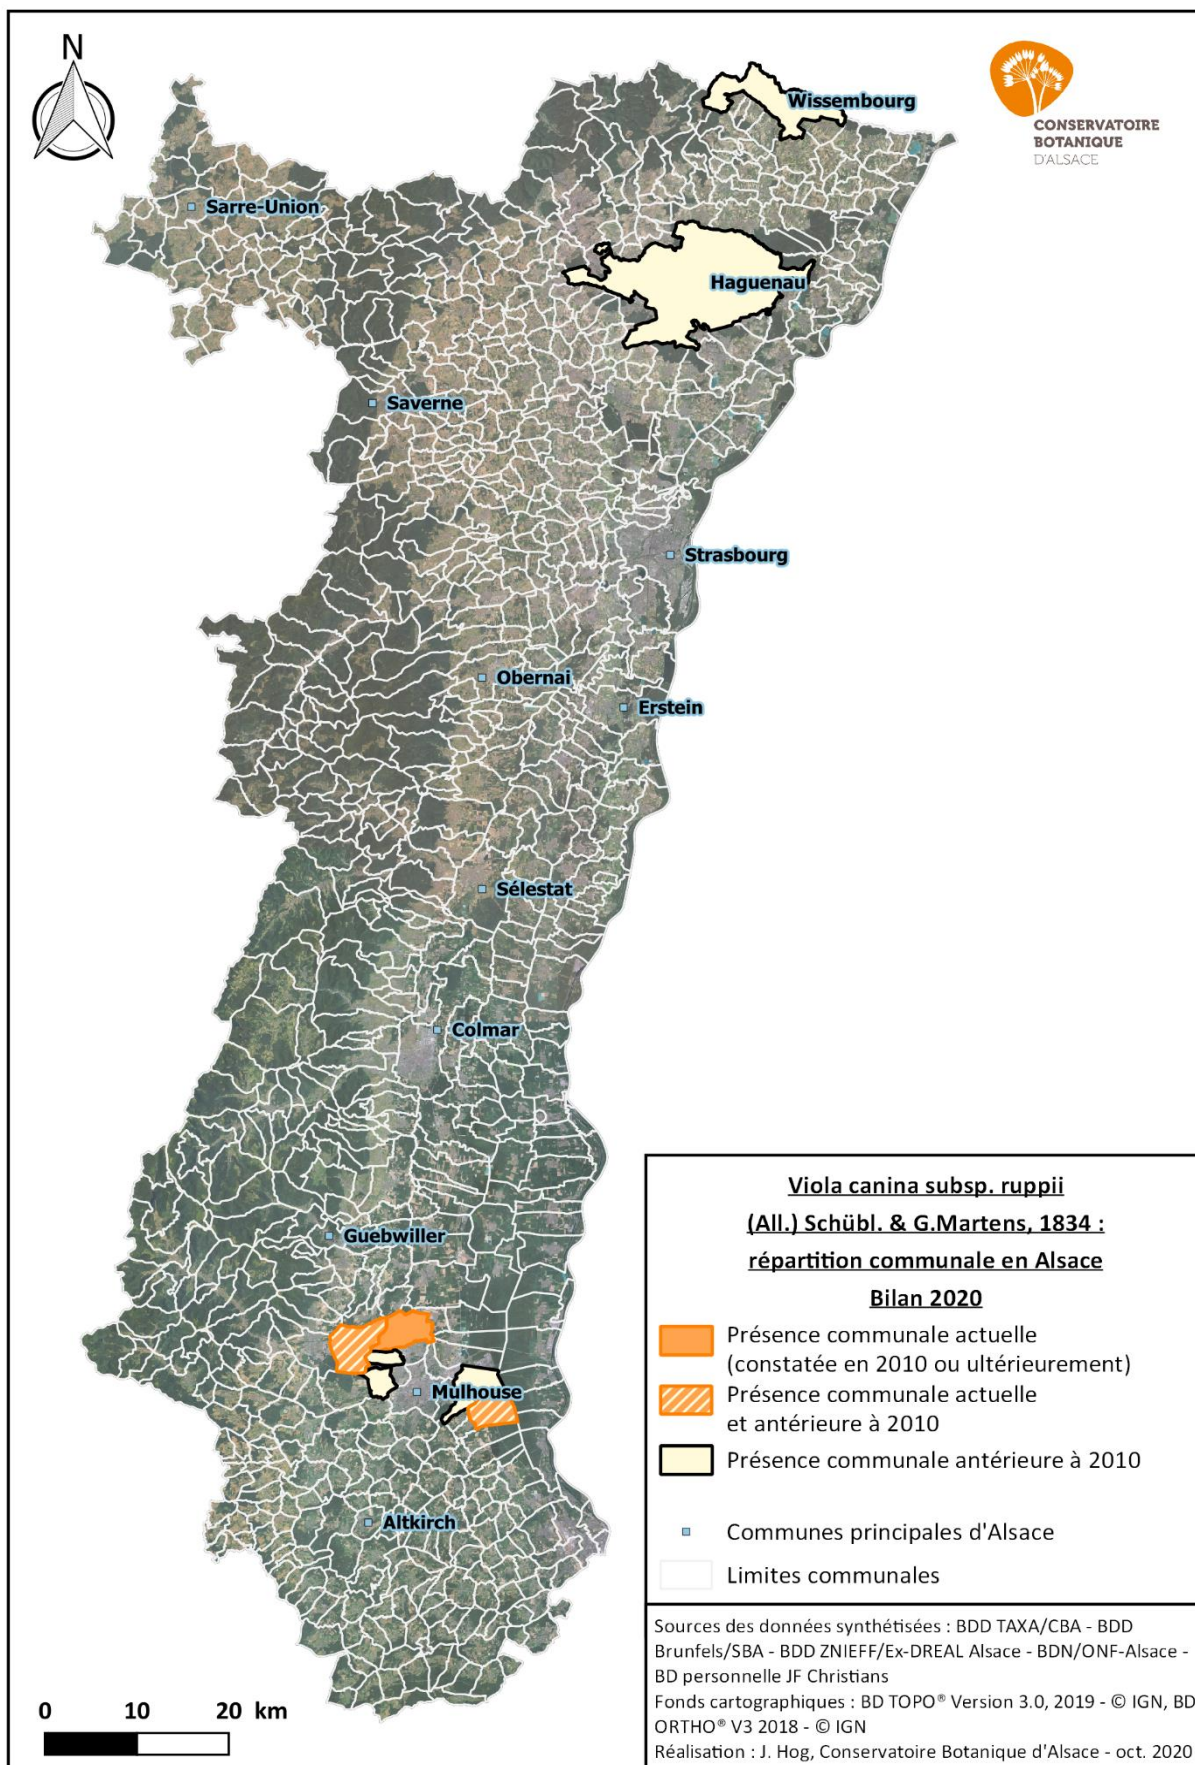 N
CONSERVATOIRE
BOTANIQUE
D'ALSACE
Wissembourg
Sarre-Union
Haguenau
Saverne
Strasbourg
Obernai
Erstein
Sélestat
Colmar
Guebwiller
Mulhouse
Altkirch
0 10 20 km
Viola canina subsp. ruppii
(All.) Schübl. & G.Martens, 1834 :
répartition communale en Alsace
Bilan 2020
Présence communale actuelle
(constatée en 2010 ou ultérieurement)
Présence communale actuelle
et antérieure à 2010
Présence communale antérieure à 2010
Communes principales d'Alsace
Limites communales
Sources des données synthétisées : BDD TAXA/CBA - BDD
Brunfels/SBA - BDD ZNIEFF/Ex-DREAL Alsace - BDN/ONF-Alsace -
BD personnelle JF Christians
Fonds cartographiques : BD TOPO® Version 3.0, 2019 - © IGN, BD
ORTHO® V3 2018 - © IGN
Réalisation : J. Hog, Conservatoire Botanique d'Alsace - oct. 2020